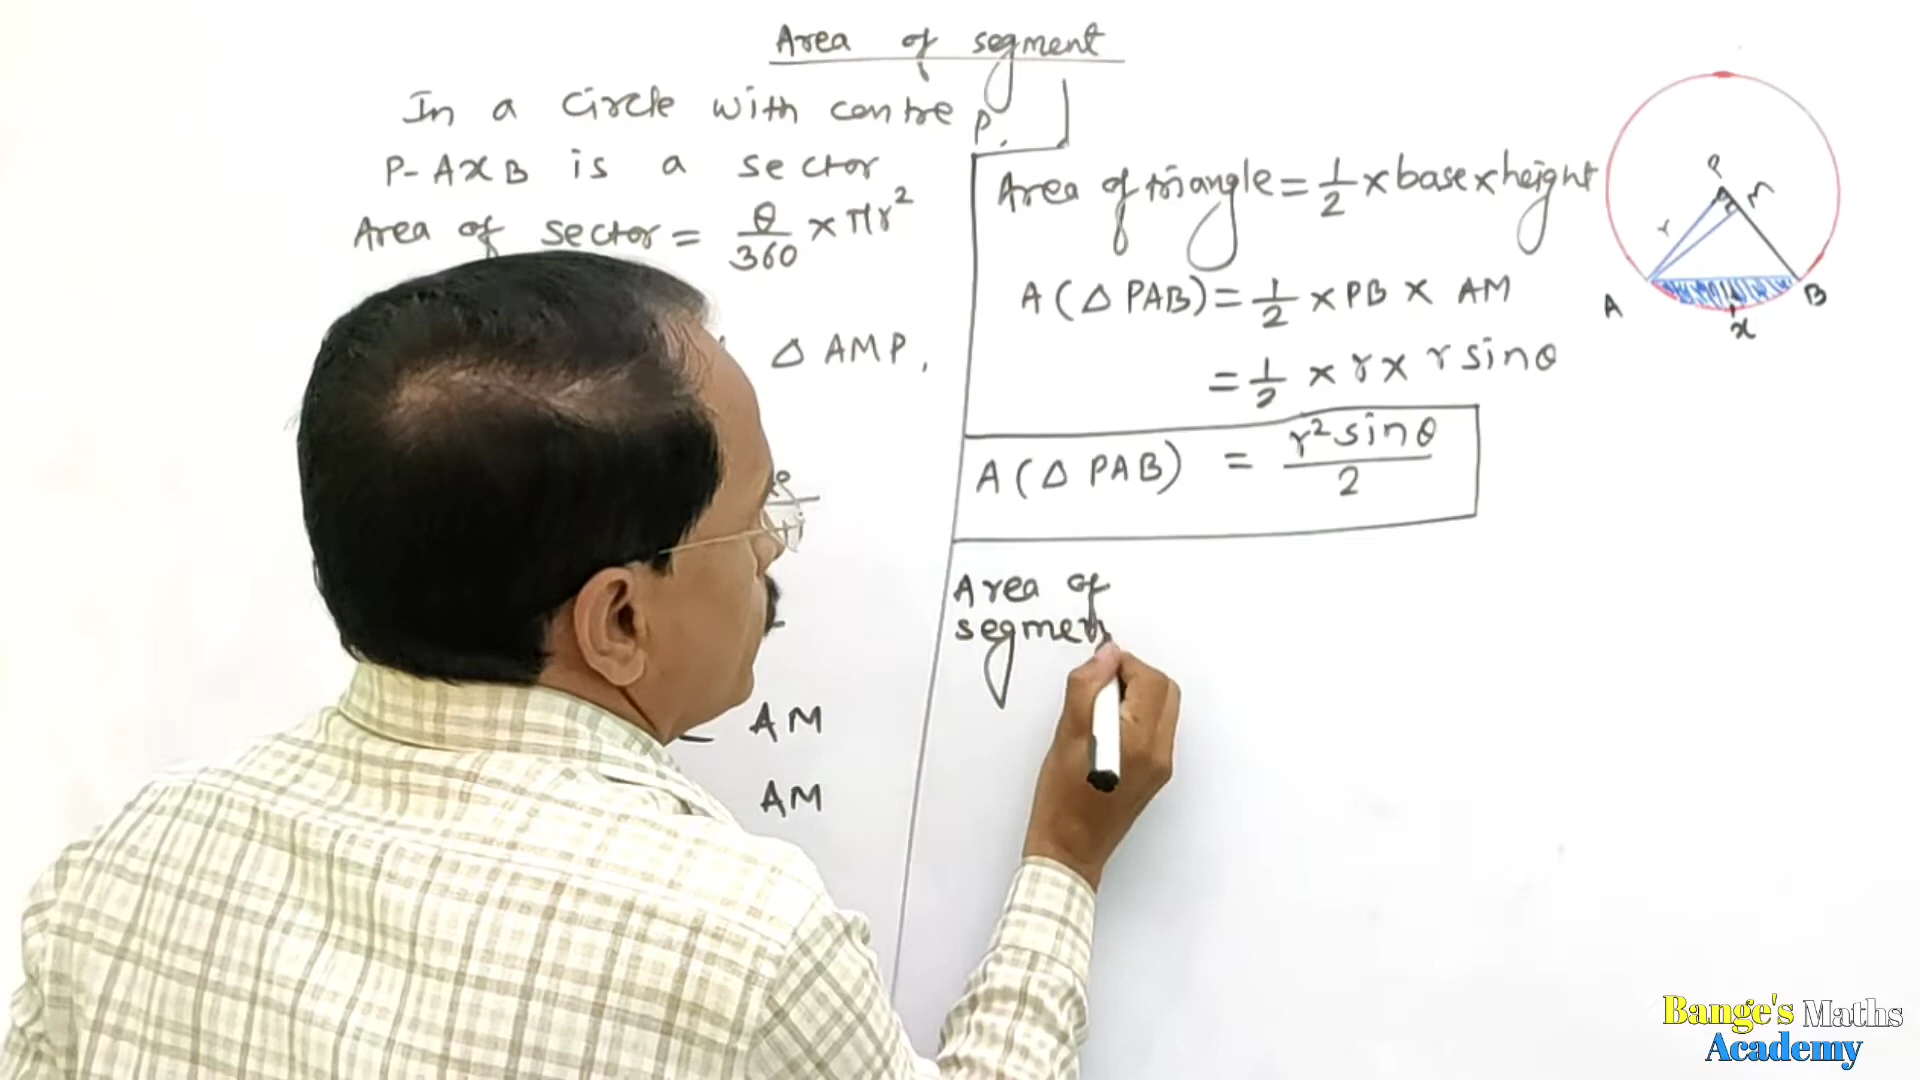 Area of segment
In a circle with centre P.
P-AXB is a sector
Area of sector = θ/360 × πr²
Δ AMP,
AM
AM
Area of triangle = 1/2 × base × height
A(Δ PAB) = 1/2 × PB × AM
= 1/2 × r × r sinθ
A(Δ PAB) = r² sinθ/2
Area of
segmen
P
M
r
A
B
x
Bange's Maths
Academy